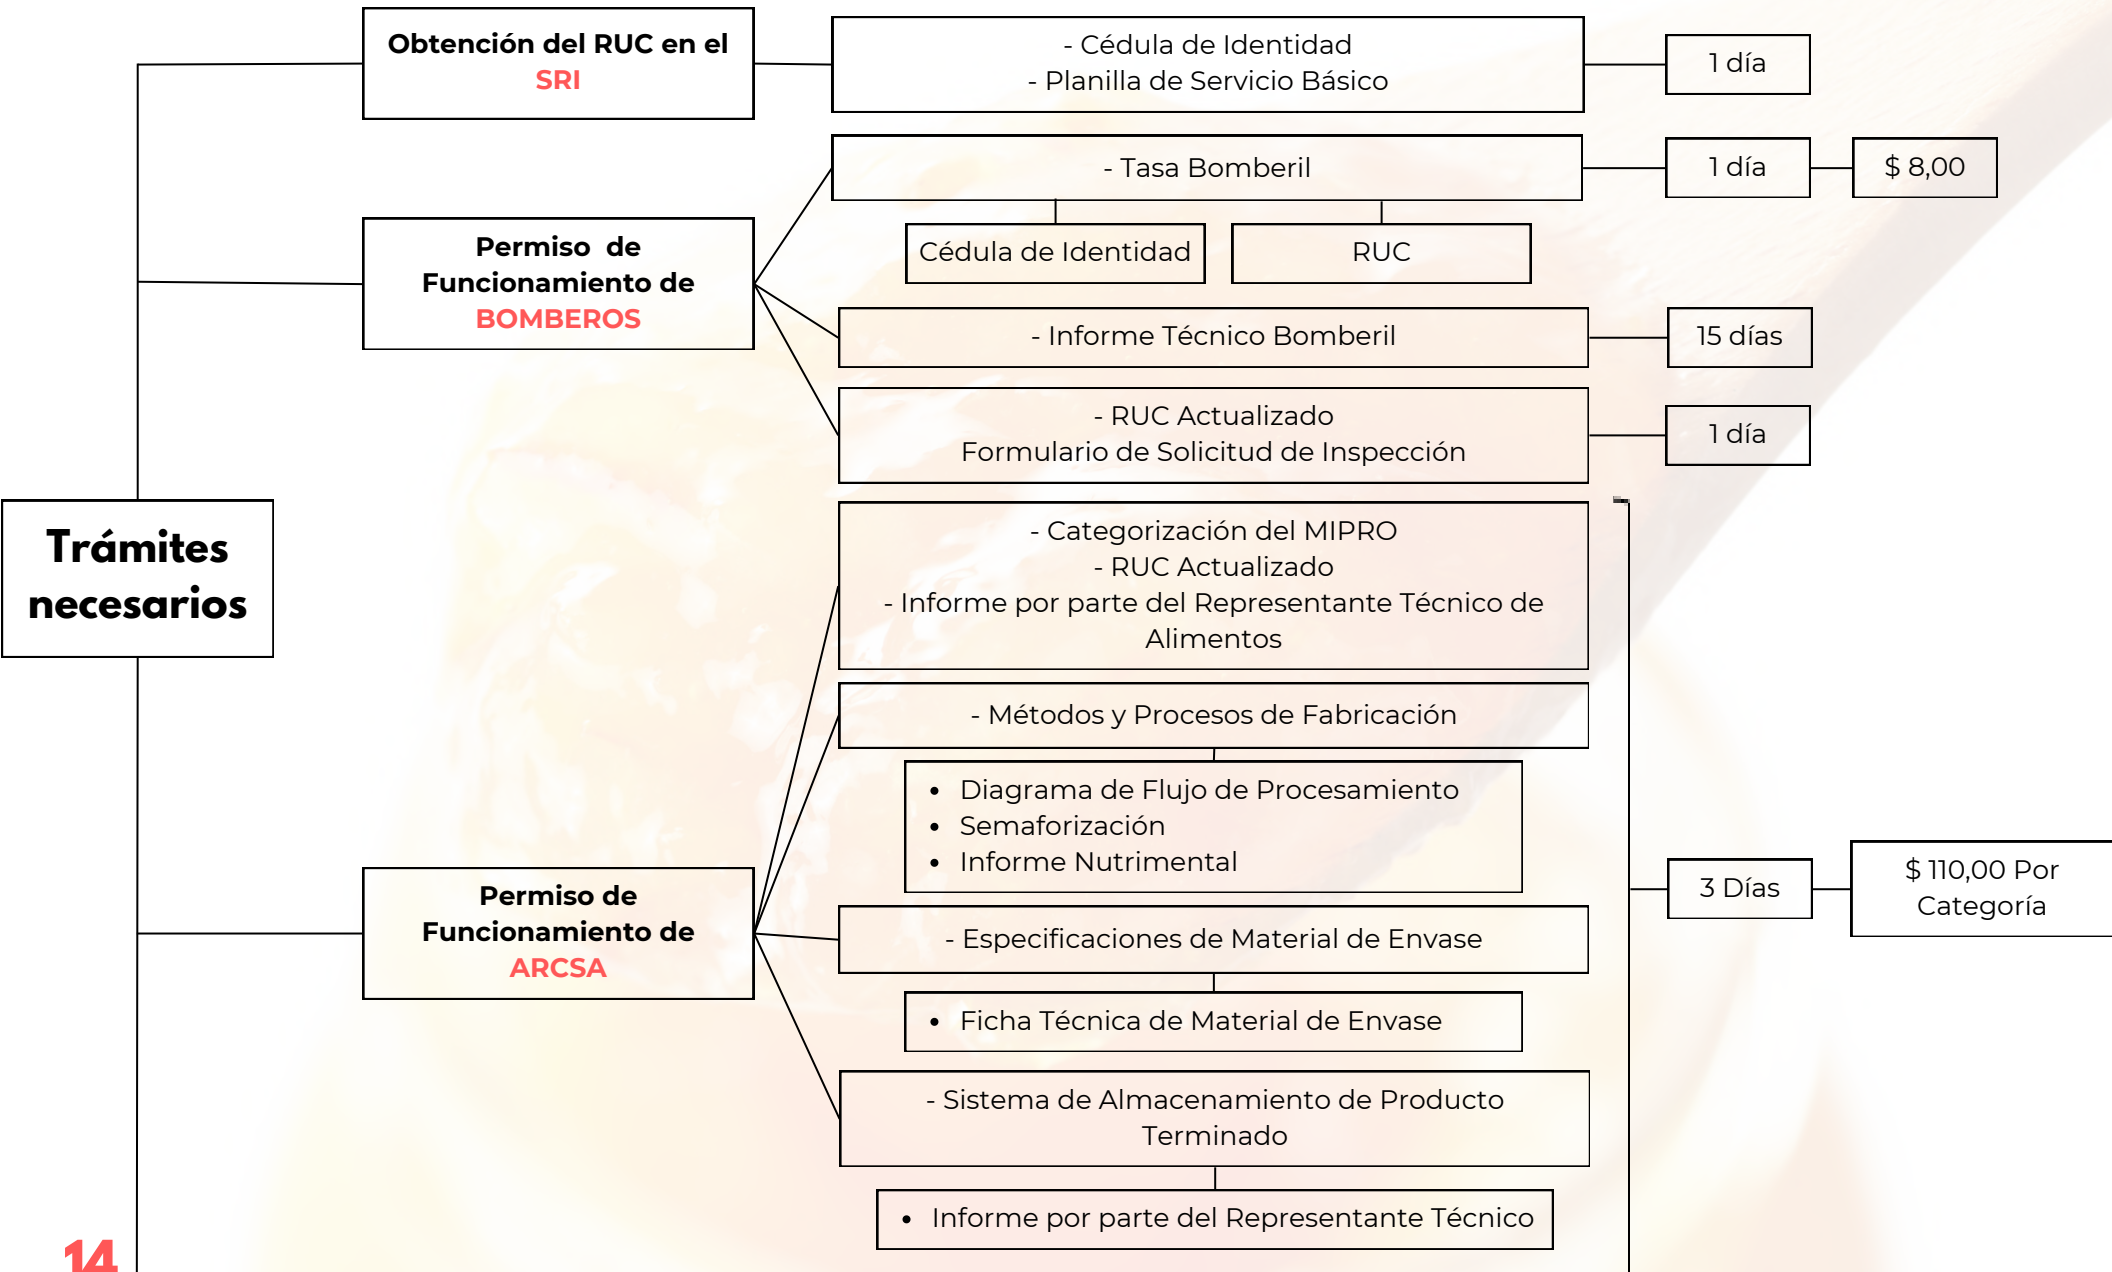 Obtención del RUC en el
SRI
- Cédula de Identidad
- Planilla de Servicio Básico
1 día
- Tasa Bomberil
1 día
$ 8,00
Cédula de Identidad
RUC
Permiso de
Funcionamiento de
BOMBEROS
- Informe Técnico Bomberil
15 días
- RUC Actualizado
Formulario de Solicitud de Inspección
1 día
Trámites
necesarios
- Categorización del MIPRO
- RUC Actualizado
- Informe por parte del Representante Técnico de
Alimentos
- Métodos y Procesos de Fabricación
• Diagrama de Flujo de Procesamiento
• Semaforización
• Informe Nutrimental
Permiso de
Funcionamiento de
ARCSA
- Especificaciones de Material de Envase
• Ficha Técnica de Material de Envase
- Sistema de Almacenamiento de Producto
Terminado
• Informe por parte del Representante Técnico
3 Días
$ 110,00 Por
Categoría
14